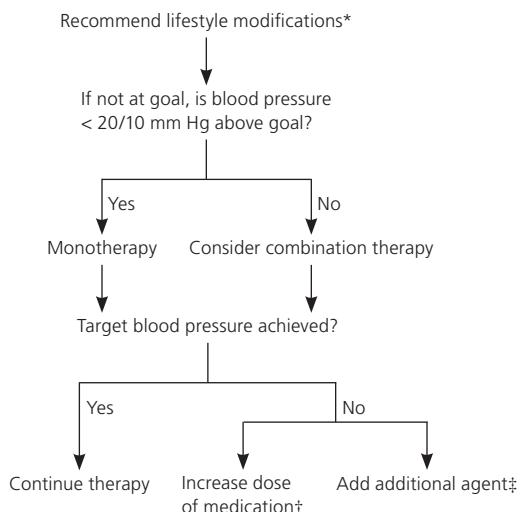 Recommend lifestyle modifications*
If not at goal, is blood pressure
< 20/10 mm Hg above goal?
Yes
No
Monotherapy
Consider combination therapy
Target blood pressure achieved?
Yes
No
Continue therapy
Increase dose
of medication†
Add additional agent‡